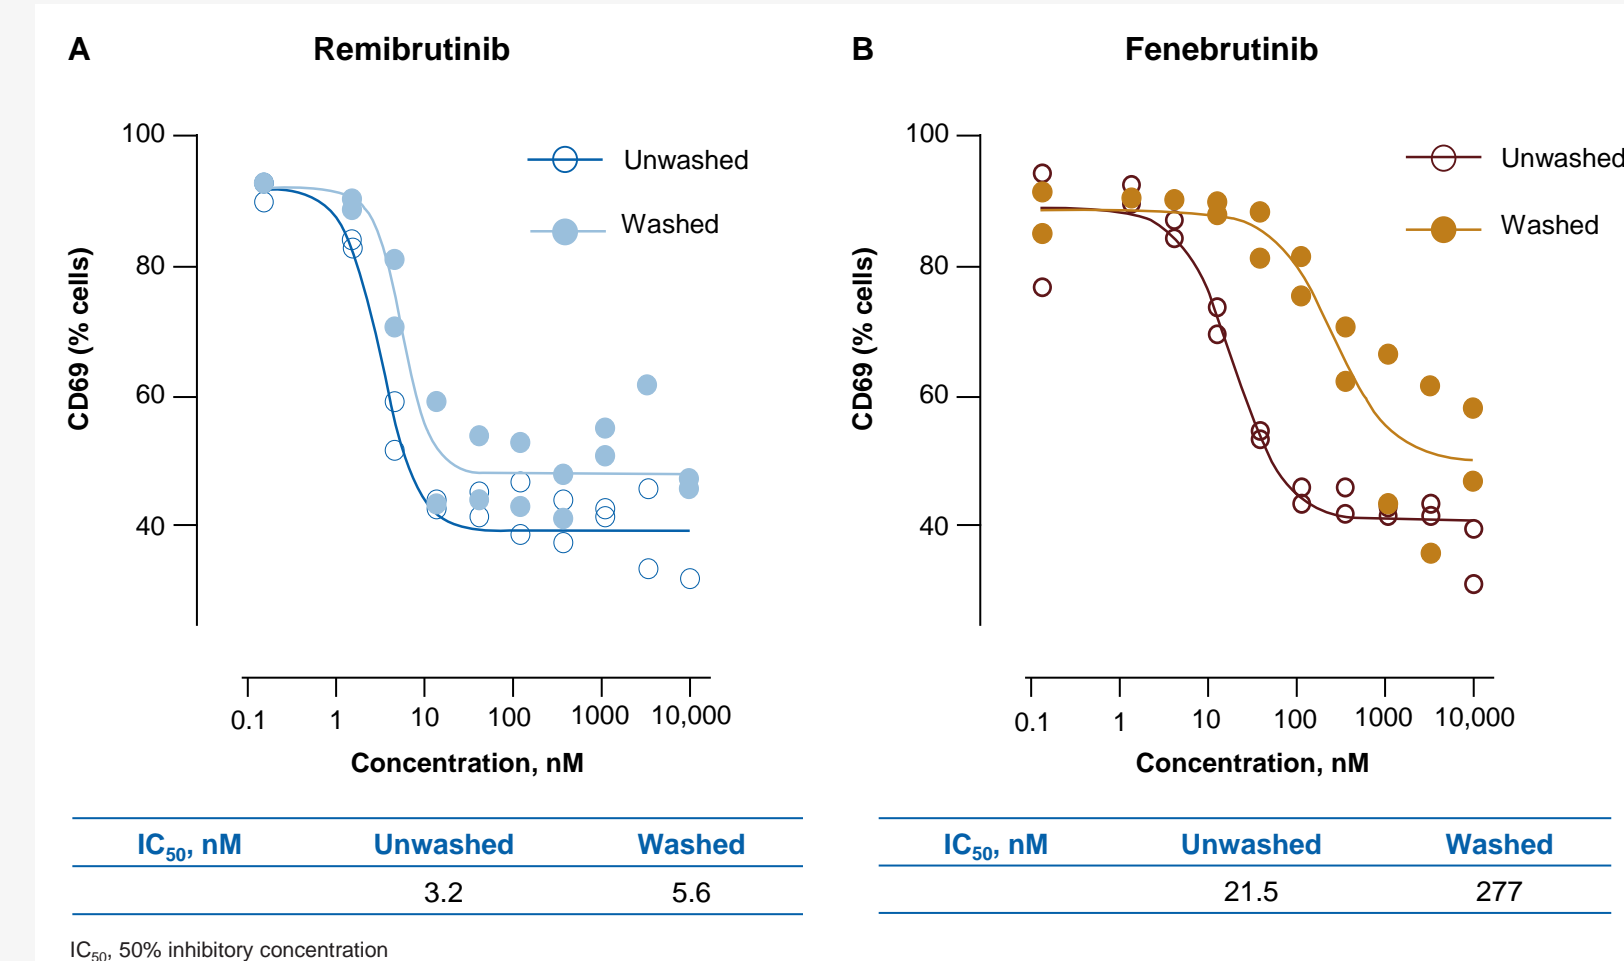 A
Remibrutinib
100
80
60
40
CD69 (% cells)
Unwashed
Washed
0.1
1
10
100
1000
10,000
Concentration, nM
IC50, nM Unwashed Washed
3.2 5.6
B
Fenebrutinib
100
80
60
40
CD69 (% cells)
Unwashed
Washed
0.1
1
10
100
1000
10,000
Concentration, nM
IC50, nM Unwashed Washed
21.5 277
IC50, 50% inhibitory concentration